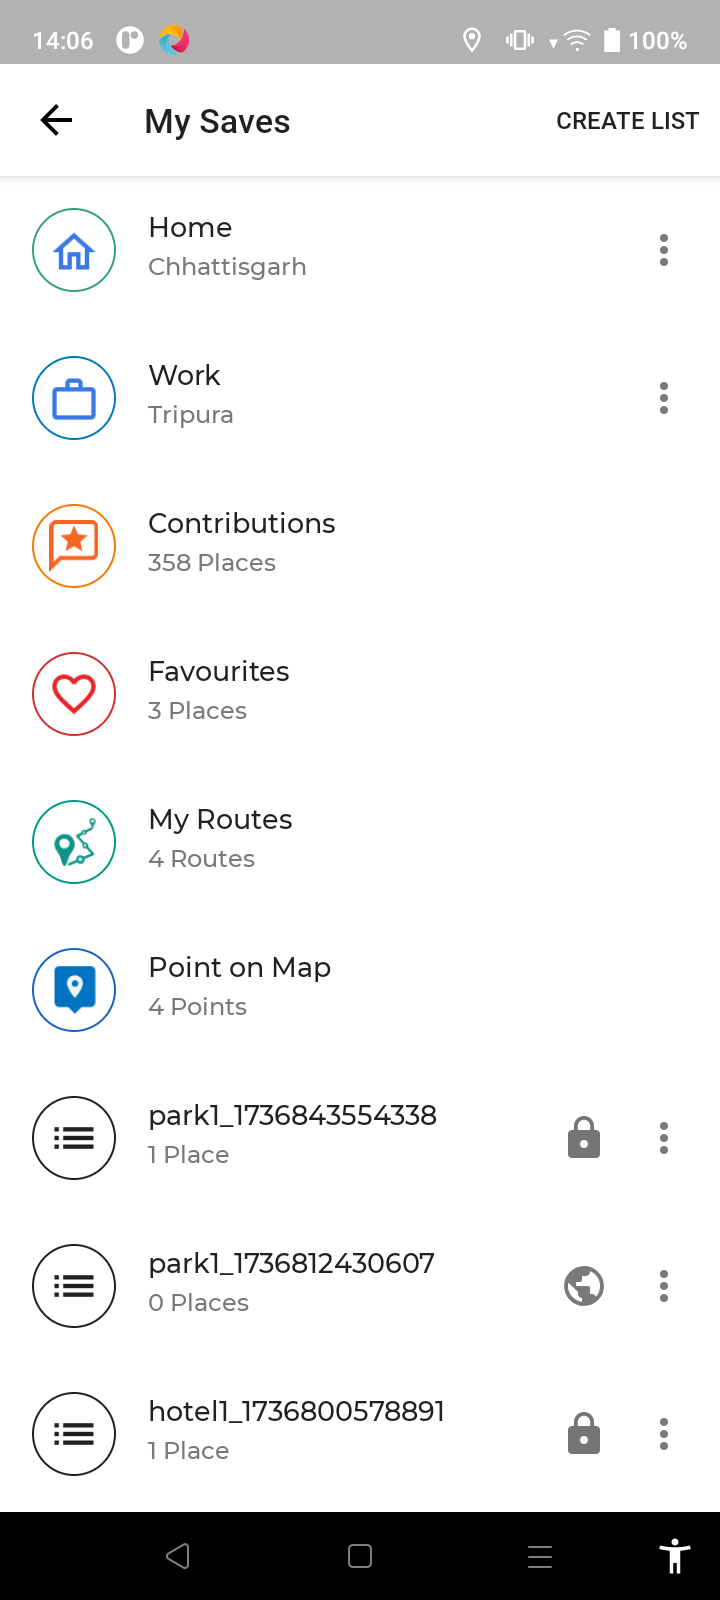 14:06
100%
My Saves
CREATE LIST
Home
Chhattisgarh
Work
Tripura
Contributions
358 Places
Favourites
3 Places
My Routes
4 Routes
Point on Map
4 Points
park1_1736843554338
1 Place
park1_1736812430607
0 Places
hotel1_1736800578891
1 Place